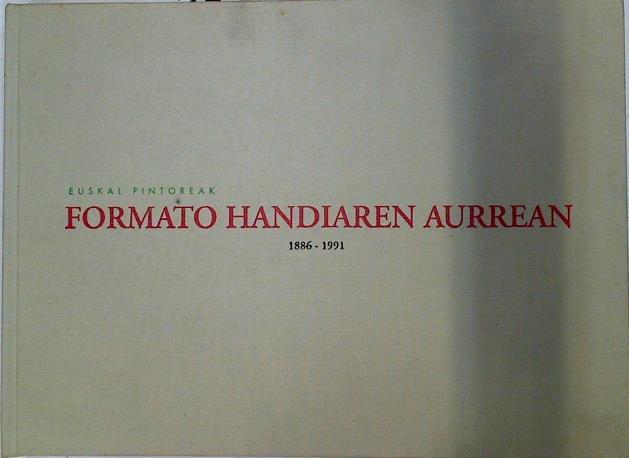 EUSKAL PINTOREAK
FORMATO HANDIAREN AURREAN
1886 - 1991